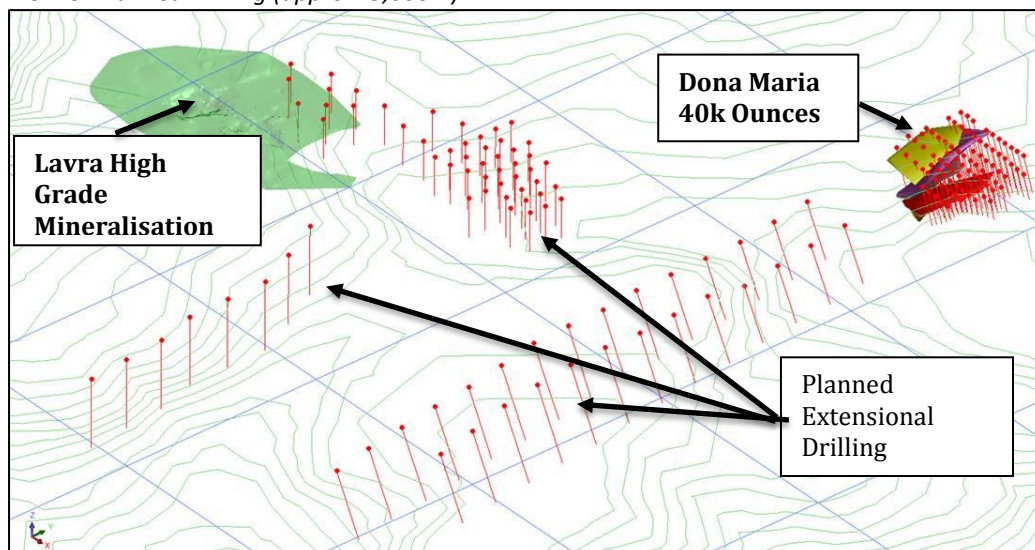 Dona Maria
40k Ounces
Lavra High
Grade
Mineralisation
Planned
Extensional
Drilling
Z
Y
X